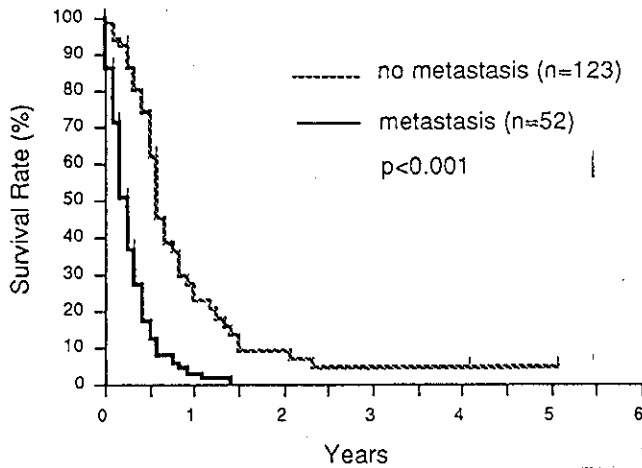 100
90
80
70
60
50
40
30
20
10
0
Survival Rate (%)
no metastasis (n=123)
metastasis (n=52)
p<0.001
0 1 2 3 4 5 6
Years